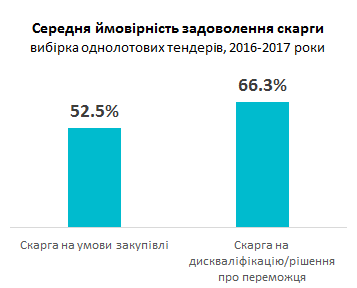 Середня ймовірність задоволення скарги
вибірка однолотових тендерів, 2016-2017 роки
66.3%
52.5%
Скарга на умови закупівлі
Скарга на
дискваліфікацію/рішення
про переможця